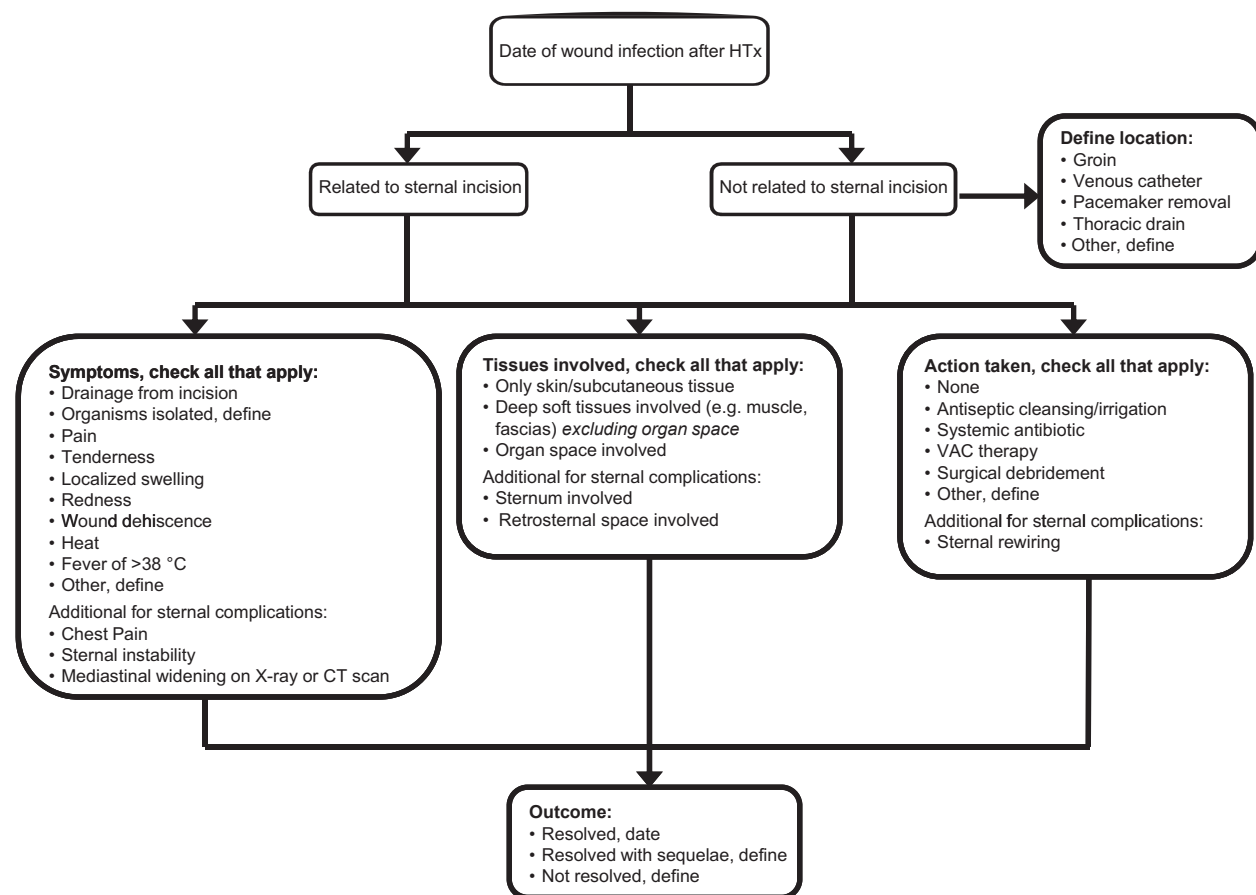 Date of wound infection after HTx
Related to sternal incision
Not related to sternal incision
Define location:
• Groin
• Venous catheter
• Pacemaker removal
• Thoracic drain
• Other, define
Symptoms, check all that apply:
• Drainage from incision
• Organisms isolated, define
• Pain
• Tenderness
• Localized swelling
• Redness
• Wound dehiscence
• Heat
• Fever of >38 °C
• Other, define
Additional for sternal complications:
• Chest Pain
• Sternal instability
• Mediastinal widening on X-ray or CT scan
Tissues involved, check all that apply:
• Only skin/subcutaneous tissue
• Deep soft tissues involved (e.g. muscle,
fascias) excluding organ space
• Organ space involved
Additional for sternal complications:
• Sternum involved
• Retrosternal space involved
Action taken, check all that apply:
• None
• Antiseptic cleansing/irrigation
• Systemic antibiotic
• VAC therapy
• Surgical debridement
• Other, define
Additional for sternal complications:
• Sternal rewiring
Outcome:
• Resolved, date
• Resolved with sequelae, define
• Not resolved, define